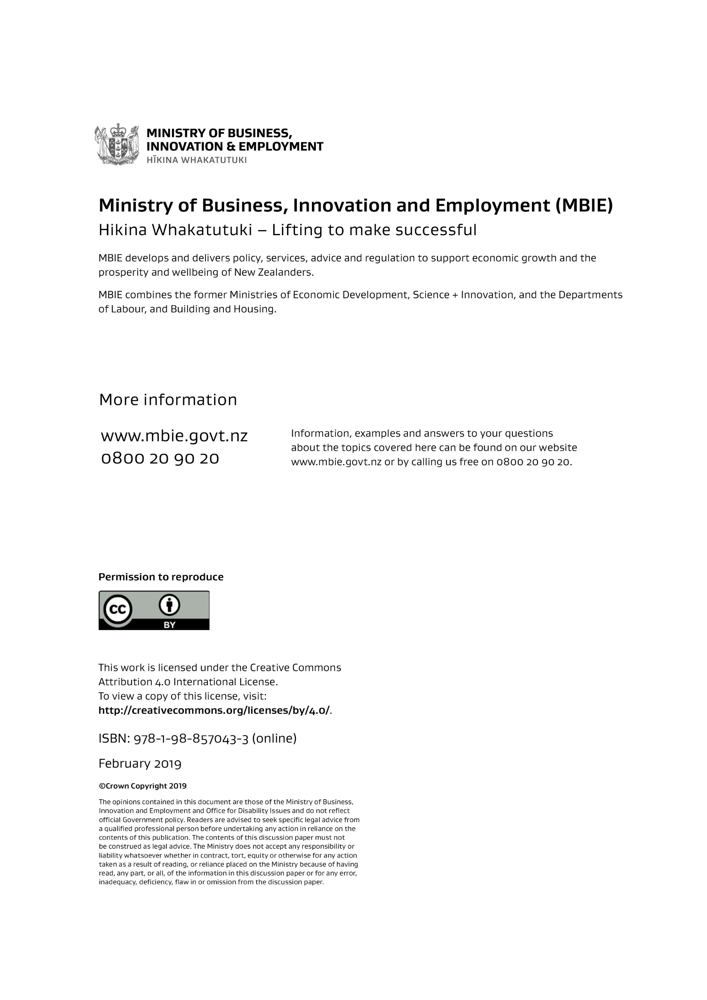 MINISTRY OF BUSINESS,
INNOVATION & EMPLOYMENT
HĪKINA WHAKATUTUKI
Ministry of Business, Innovation and Employment (MBIE)
Hikina Whakatutuki – Lifting to make successful
MBIE develops and delivers policy, services, advice and regulation to support economic growth and the
prosperity and wellbeing of New Zealanders.
MBIE combines the former Ministries of Economic Development, Science + Innovation, and the Departments
of Labour, and Building and Housing.
More information
www.mbie.govt.nz
0800 20 90 20
Information, examples and answers to your questions
about the topics covered here can be found on our website
www.mbie.govt.nz or by calling us free on 0800 20 90 20.
Permission to reproduce
cc
BY
This work is licensed under the Creative Commons
Attribution 4.0 International License.
To view a copy of this license, visit:
http://creativecommons.org/licenses/by/4.0/.
ISBN: 978-1-98-857043-3 (online)
February 2019
©Crown Copyright 2019
The opinions contained in this document are those of the Ministry of Business,
Innovation and Employment and Office for Disability Issues and do not reflect
official Government policy. Readers are advised to seek specific legal advice from
a qualified professional person before undertaking any action in reliance on the
contents of this publication. The contents of this discussion paper must not
be construed as legal advice. The Ministry does not accept any responsibility or
liability whatsoever whether in contract, tort, equity or otherwise for any action
taken as a result of reading, or reliance placed on the Ministry because of having
read, any part, or all, of the information in this discussion paper or for any error,
inadequacy, deficiency, flaw in or omission from the discussion paper.